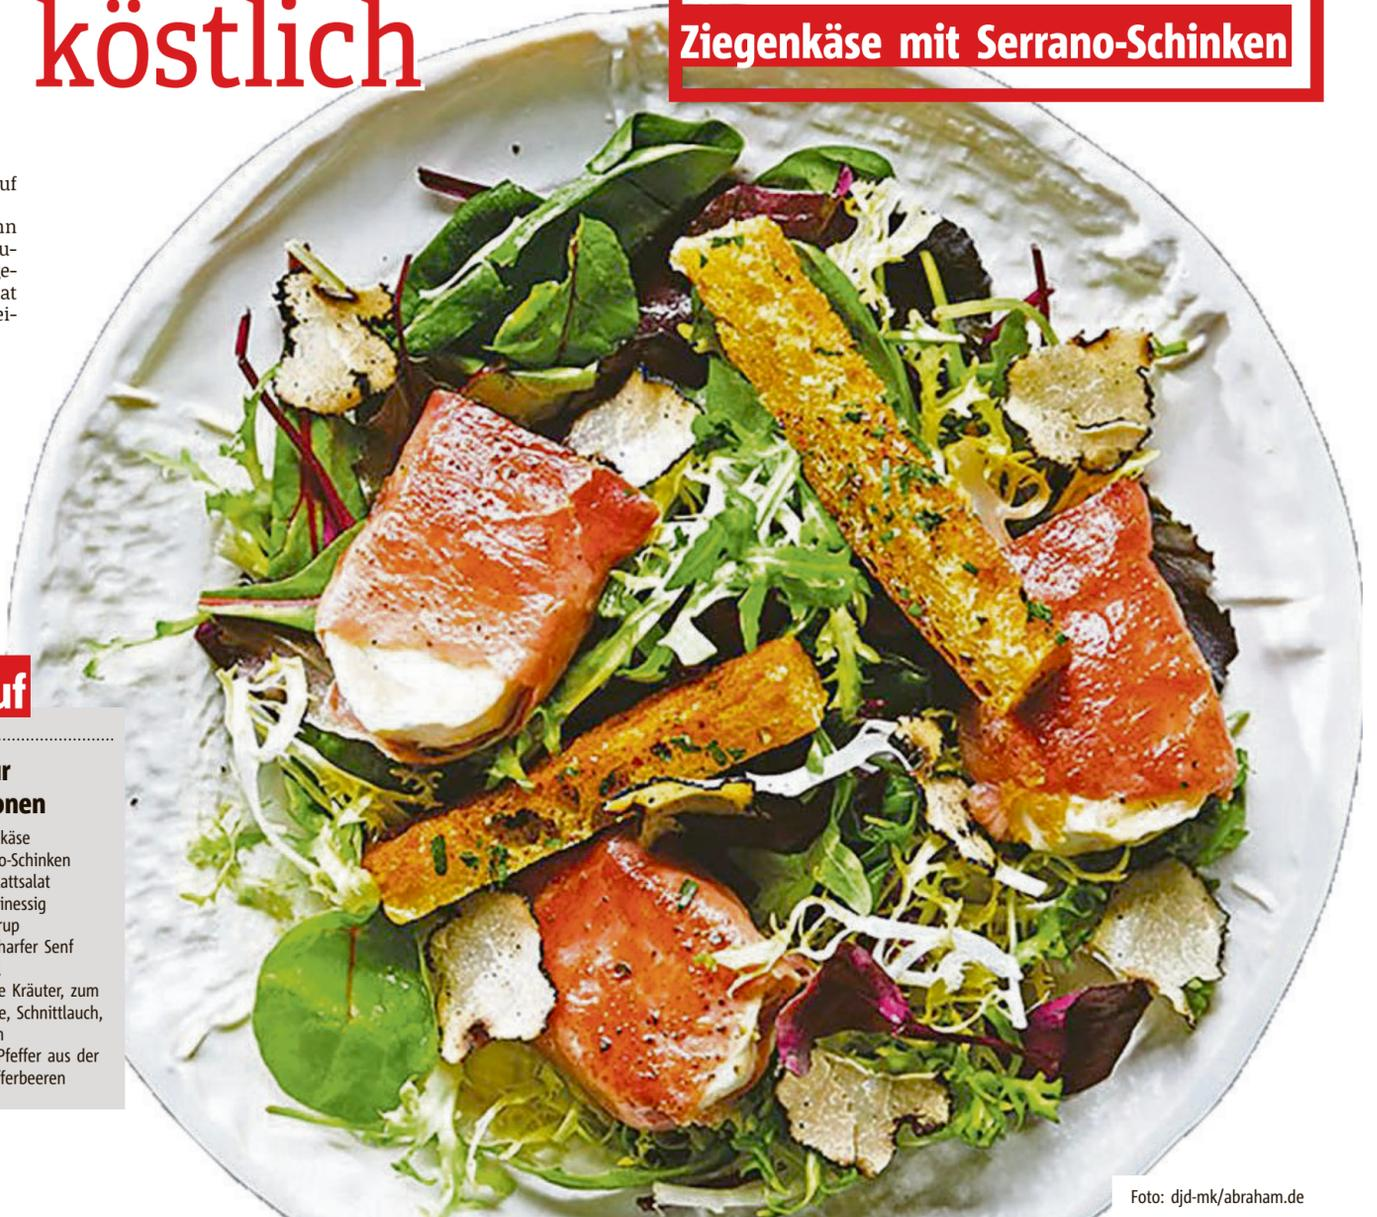 köstlich
Ziegenkäse mit Serrano-Schinken
uf
nn
u-
e-
at
ei-
uf
ur
onen
käse
o-Schinken
attsalat
inessig
rup
harfer Senf
e Kräuter, zum
e, Schnittlauch,
n
Pfeffer aus der
fferbeeren
Foto: djd-mk/abraham.de